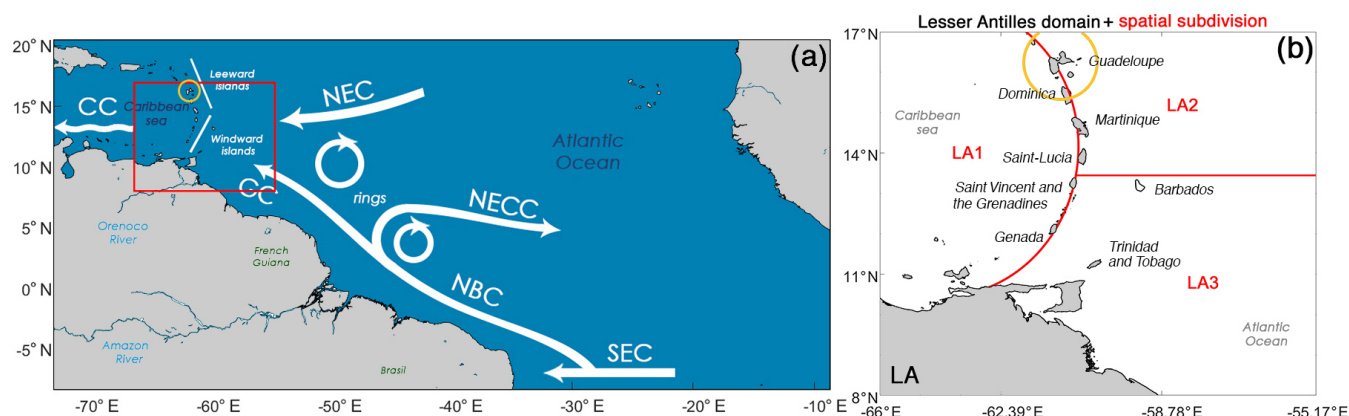 (a)
20° N
15° N
10° N
5° N
0° N
-5° N
-70° E
-60° E
-50° E
-40° E
-30° E
-20° E
-10° E
Leeward
islands
Caribbean
sea
CC
Windward
islands
NEC
Atlantic
Ocean
GC
rings
NECC
Orenoco
River
French
Guiana
NBC
SEC
Amazon
River
Brasil
Lesser Antilles domain + spatial subdivision
(b)
17°N
14°N
11°N
8°N
-66°E
-62.39°E
-58.78°E
-55.17°E
Guadeloupe
Dominica
LA2
Caribbean
sea
Martinique
LA1
Saint-Lucia
Saint Vincent and
the Grenadines
Barbados
Genada
Trinidad
and Tobago
LA3
Atlantic
Ocean
LA